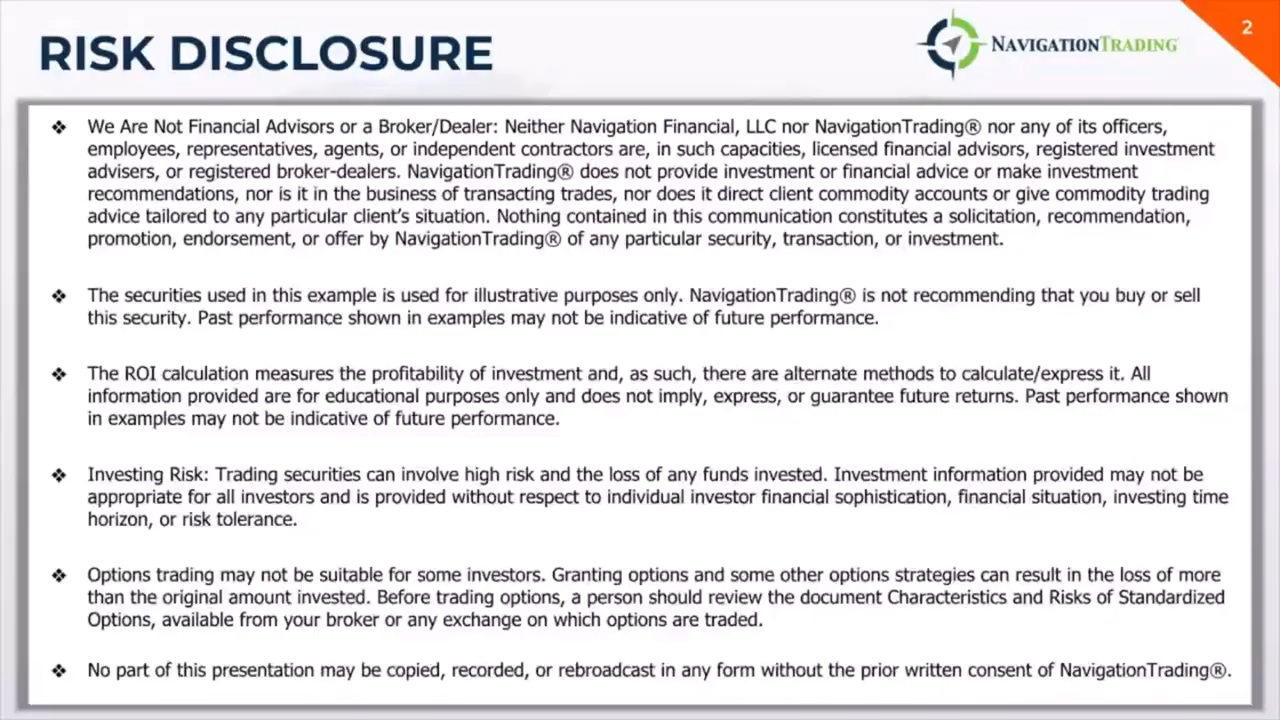 RISK DISCLOSURE
NAVIGATIONTRADING
2
❖ We Are Not Financial Advisors or a Broker/Dealer: Neither Navigation Financial, LLC nor NavigationTrading® nor any of its officers,
employees, representatives, agents, or independent contractors are, in such capacities, licensed financial advisors, registered investment
advisers, or registered broker-dealers. NavigationTrading® does not provide investment or financial advice or make investment
recommendations, nor is it in the business of transacting trades, nor does it direct client commodity accounts or give commodity trading
advice tailored to any particular client's situation. Nothing contained in this communication constitutes a solicitation, recommendation,
promotion, endorsement, or offer by NavigationTrading® of any particular security, transaction, or investment.
❖ The securities used in this example is used for illustrative purposes only. NavigationTrading® is not recommending that you buy or sell
this security. Past performance shown in examples may not be indicative of future performance.
❖ The ROI calculation measures the profitability of investment and, as such, there are alternate methods to calculate/express it. All
information provided are for educational purposes only and does not imply, express, or guarantee future returns. Past performance shown
in examples may not be indicative of future performance.
❖ Investing Risk: Trading securities can involve high risk and the loss of any funds invested. Investment information provided may not be
appropriate for all investors and is provided without respect to individual investor financial sophistication, financial situation, investing time
horizon, or risk tolerance.
❖ Options trading may not be suitable for some investors. Granting options and some other options strategies can result in the loss of more
than the original amount invested. Before trading options, a person should review the document Characteristics and Risks of Standardized
Options, available from your broker or any exchange on which options are traded.
❖ No part of this presentation may be copied, recorded, or rebroadcast in any form without the prior written consent of NavigationTrading®.